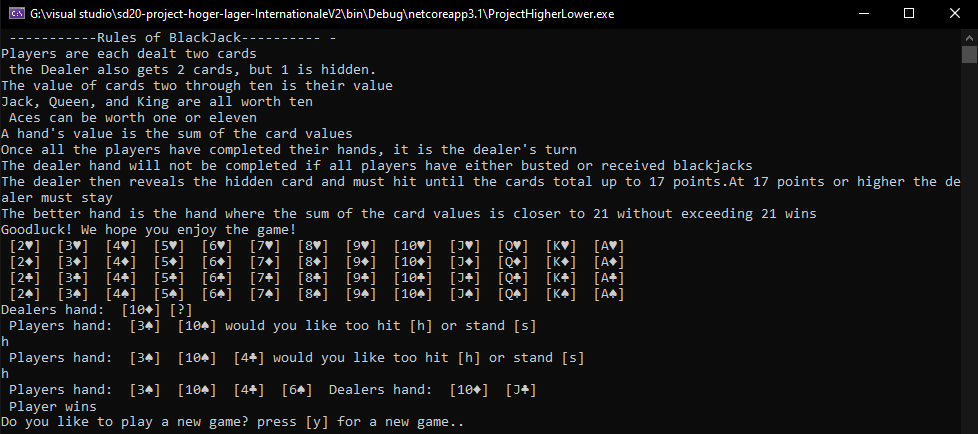 G:\visual studio\sd20-project-hoger-lager-InternationaleV2\bin\Debug\netcoreapp3.1\ProjectHigherLower.exe
-----------Rules of BlackJack---------- -
Players are each dealt two cards
the Dealer also gets 2 cards, but 1 is hidden.
The value of cards two through ten is their value
Jack, Queen, and King are all worth ten
Aces can be worth one or eleven
A hand's value is the sum of the card values
Once all the players have completed their hands, it is the dealer's turn
The dealer hand will not be completed if all players have either busted or received blackjacks
The dealer then reveals the hidden card and must hit until the cards total up to 17 points.At 17 points or higher the de
aler must stay
The better hand is the hand where the sum of the card values is closer to 21 without exceeding 21 wins
Goodluck! We hope you enjoy the game!
[2♥] [3♥] [4♥] [5♥] [6♥] [7♥] [8♥] [9♥] [10♥] [J♥] [Q♥] [K♥] [A♥]
[2♦] [3♦] [4♦] [5♦] [6♦] [7♦] [8♦] [9♦] [10♦] [J♦] [Q♦] [K♦] [A♦]
[2♣] [3♣] [4♣] [5♣] [6♣] [7♣] [8♣] [9♣] [10♣] [J♣] [Q♣] [K♣] [A♣]
[2♠] [3♠] [4♠] [5♠] [6♠] [7♠] [8♠] [9♠] [10♠] [J♠] [Q♠] [K♠] [A♠]
Dealers hand: [10♦] [?]
Players hand: [3♠] [10♠] would you like too hit [h] or stand [s]
h
Players hand: [3♠] [10♠] [4♣] would you like too hit [h] or stand [s]
h
Players hand: [3♠] [10♠] [4♣] [6♠] Dealers hand: [10♦] [J♣]
Player wins
Do you like to play a new game? press [y] for a new game..